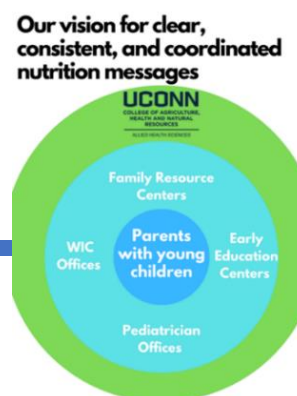 Our vision for clear,
consistent, and coordinated
nutrition messages
UCONN
COLLEGE OF AGRICULTURE,
HEALTH AND NATURAL
RESOURCES
ALLIED HEALTH SCIENCES
Family Resource
Centers
WIC
Offices
Parents
with young
children
Early
Education
Centers
Pediatrician
Offices